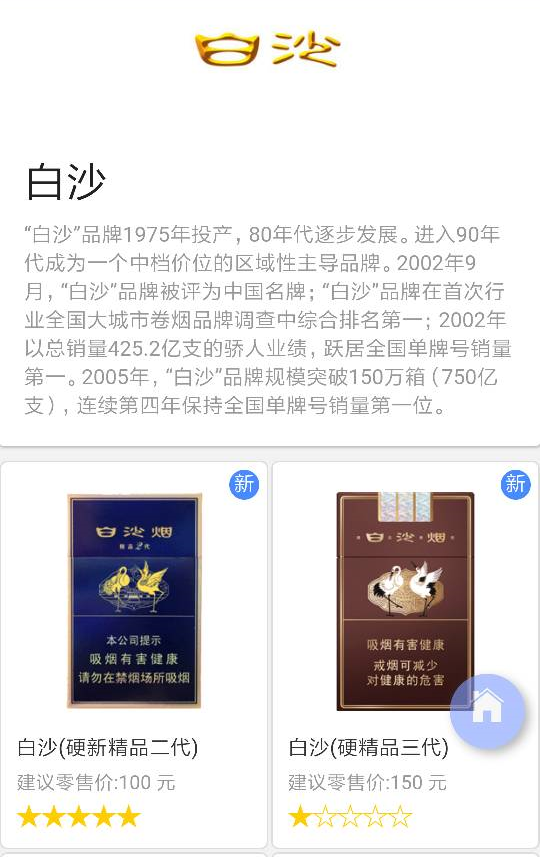 白沙
白沙
“白沙”品牌1975年投产，80年代逐步发展。进入90年
代成为一个中档价位的区域性主导品牌。2002年9
月，“白沙”品牌被评为中国名牌；“白沙”品牌在首次行
业全国大城市卷烟品牌调查中综合排名第一；2002年
以总销量425.2亿支的骄人业绩，跃居全国单牌号销量
第一。2005年，“白沙”品牌规模突破150万箱（750亿
支），连续第四年保持全国单牌号销量第一位。
新
白沙烟
精品2代
本公司提示
吸烟有害健康
请勿在禁烟场所吸烟
白沙(硬新精品二代)
建议零售价:100 元
新
白·沙·烟
吸烟有害健康
戒烟可减少
对健康的危害
白沙(硬精品三代)
建议零售价:150 元